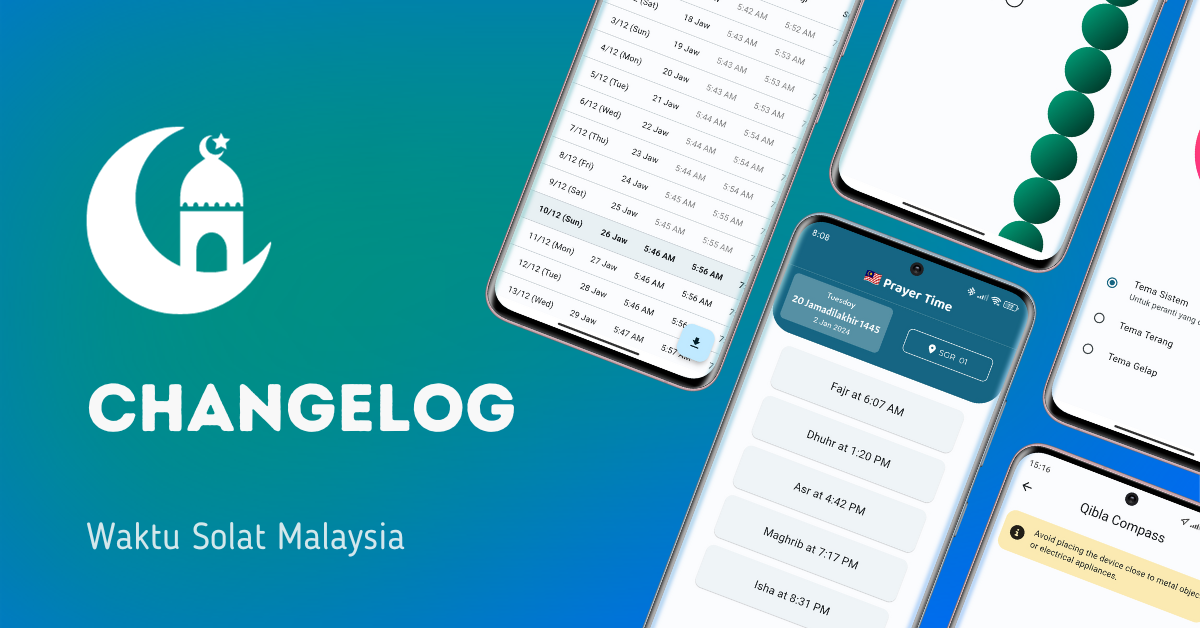 CHANGELOG
Waktu Solat Malaysia
(Sat) 18 Jaw 5:42 AM 5:52 AM
3/12 (Sun) 19 Jaw 5:43 AM 5:53 AM
4/12 (Mon) 20 Jaw 5:43 AM 5:53 AM
5/12 (Tue) 21 Jaw 5:43 AM 5:53 AM
6/12 (Wed) 22 Jaw 5:44 AM 5:54 AM
7/12 (Thu) 23 Jaw 5:44 AM 5:54 AM
8/12 (Fri) 24 Jaw 5:44 AM 5:54 AM
9/12 (Sat) 25 Jaw 5:45 AM 5:55 AM
10/12 (Sun) 26 Jaw 5:46 AM 5:56 AM
11/12 (Mon) 27 Jaw 5:46 AM 5:56 AM
12/12 (Tue) 28 Jaw 5:46 AM
13/12 (Wed) 29 Jaw 5:47 AM
8:08
Prayer Time
Tuesday
20 Jamadilakhir 1445
2 Jan 2024
SGR 01
Fajr at 6:07 AM
Dhuhr at 1:20 PM
Asr at 4:42 PM
Maghrib at 7:17 PM
Isha at 8:31 PM
Tema Sistem
Untuk peranti yang
Tema Terang
Tema Gelap
15:16
Qibla Compass
Avoid placing the device close to metal objec
or electrical appliances.